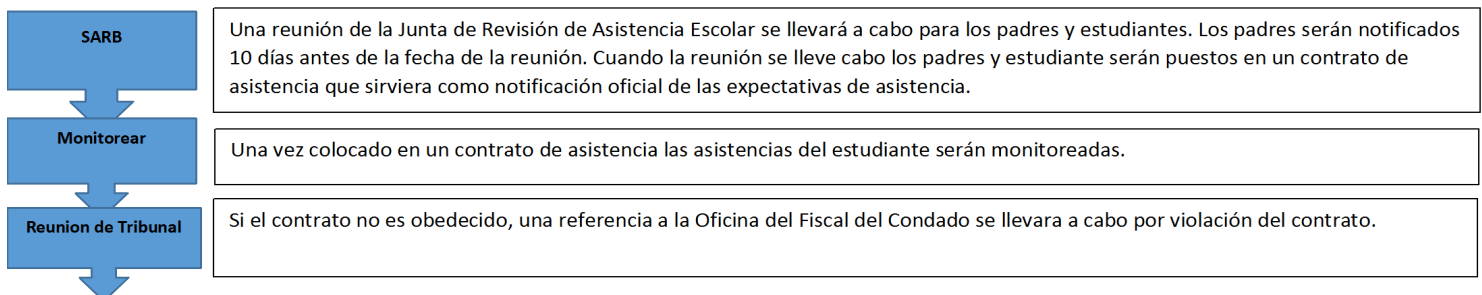 SARB
Una reunión de la Junta de Revisión de Asistencia Escolar se llevará a cabo para los padres y estudiantes. Los padres serán notificados
10 días antes de la fecha de la reunión. Cuando la reunión se lleve cabo los padres y estudiante serán puestos en un contrato de
asistencia que sirviera como notificación oficial de las expectativas de asistencia.
Monitorear
Una vez colocado en un contrato de asistencia las asistencias del estudiante serán monitoreadas.
Reunion de Tribunal
Si el contrato no es obedecido, una referencia a la Oficina del Fiscal del Condado se llevara a cabo por violación del contrato.